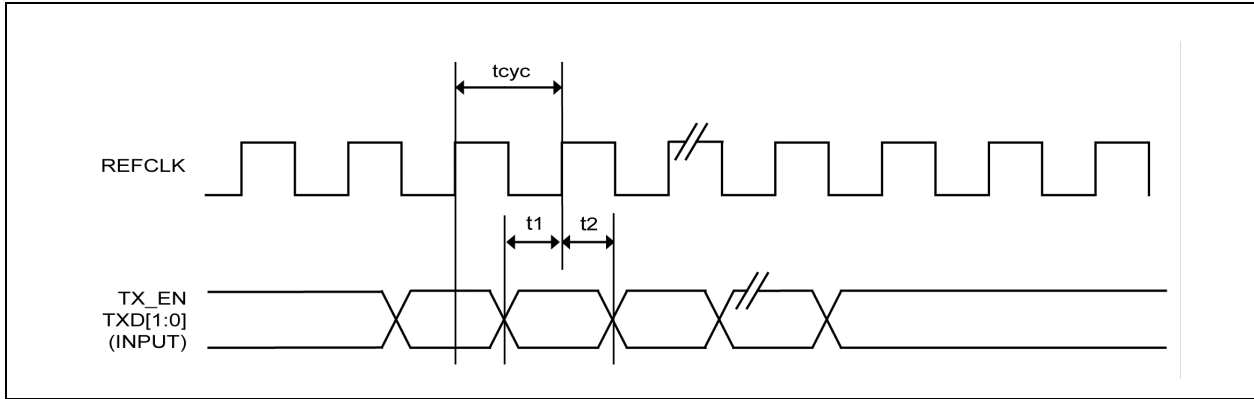 tcyc
REFCLK
t1
t2
TX_EN
TXD[1:0]
(INPUT)